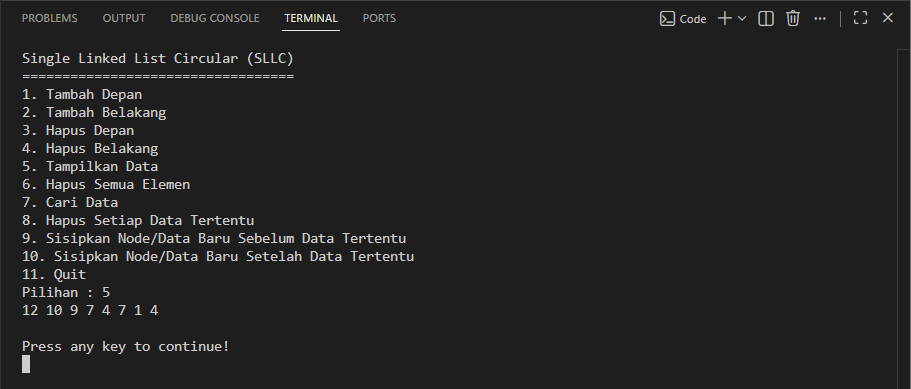 PROBLEMS OUTPUT DEBUG CONSOLE TERMINAL PORTS Code
Single Linked List Circular (SLLC)
==================================
1. Tambah Depan
2. Tambah Belakang
3. Hapus Depan
4. Hapus Belakang
5. Tampilkan Data
6. Hapus Semua Elemen
7. Cari Data
8. Hapus Setiap Data Tertentu
9. Sisipkan Node/Data Baru Sebelum Data Tertentu
10. Sisipkan Node/Data Baru Setelah Data Tertentu
11. Quit
Pilihan : 5
12 10 9 7 4 7 1 4
Press any key to continue!